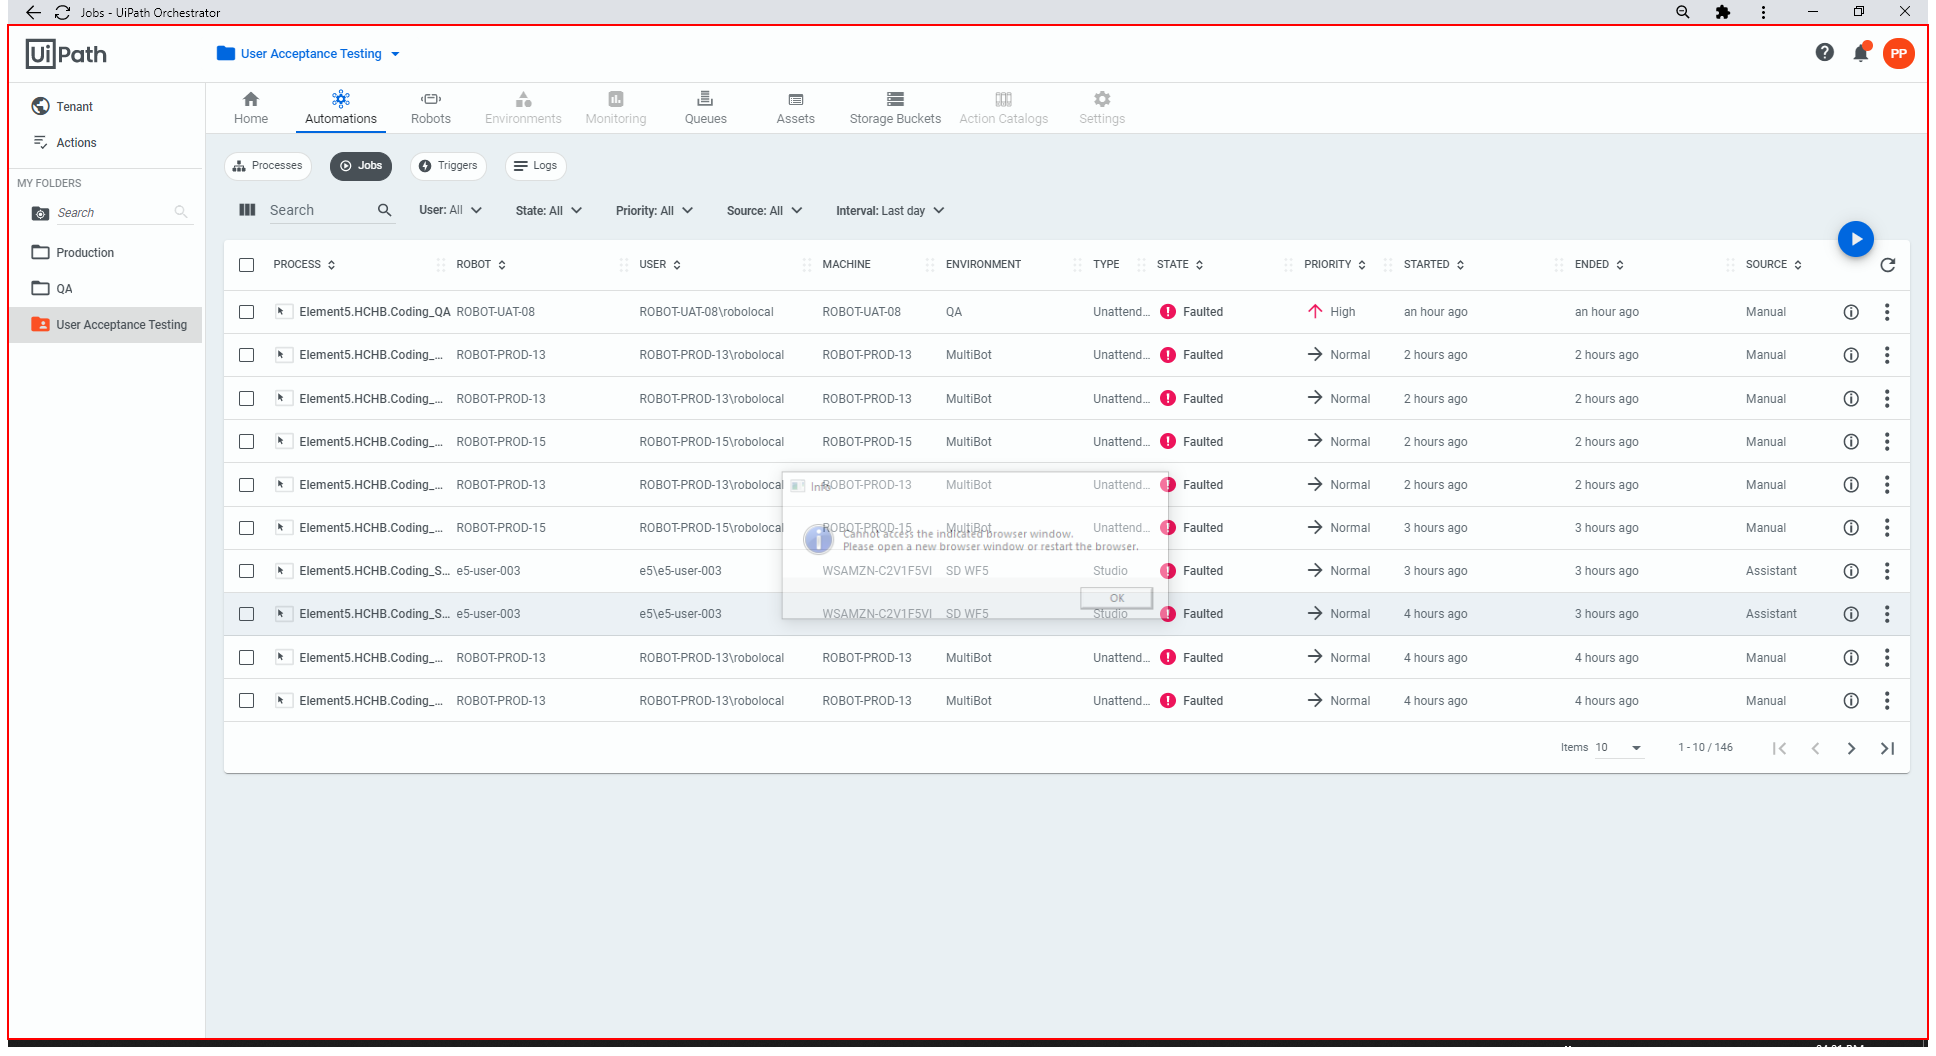 Jobs - UiPath Orchestrator
UiPath
User Acceptance Testing
PP
Tenant
Actions
MY FOLDERS
Search
Production
QA
User Acceptance Testing
Home Automations Robots Environments Monitoring Queues Assets Storage Buckets Action Catalogs Settings
Processes Jobs Triggers Logs
Search User: All State: All Priority: All Source: All Interval: Last day
PROCESS ROBOT USER MACHINE ENVIRONMENT TYPE STATE PRIORITY STARTED ENDED SOURCE
Element5.HCHB.Coding_QA ROBOT-UAT-08 ROBOT-UAT-08\robolocal ROBOT-UAT-08 QA Unattend... Faulted High an hour ago an hour ago Manual
Element5.HCHB.Coding_... ROBOT-PROD-13 ROBOT-PROD-13\robolocal ROBOT-PROD-13 MultiBot Unattend... Faulted Normal 2 hours ago 2 hours ago Manual
Element5.HCHB.Coding_... ROBOT-PROD-13 ROBOT-PROD-13\robolocal ROBOT-PROD-13 MultiBot Unattend... Faulted Normal 2 hours ago 2 hours ago Manual
Element5.HCHB.Coding_... ROBOT-PROD-15 ROBOT-PROD-15\robolocal ROBOT-PROD-15 MultiBot Unattend... Faulted Normal 2 hours ago 2 hours ago Manual
Element5.HCHB.Coding_... ROBOT-PROD-13 ROBOT-PROD-13\robolocal ROBOT-PROD-13 MultiBot Unattend... Faulted Normal 2 hours ago 2 hours ago Manual
Element5.HCHB.Coding_... ROBOT-PROD-15 ROBOT-PROD-15\robolocal ROBOT-PROD-15 MultiBot Unattend... Faulted Normal 3 hours ago 3 hours ago Manual
Element5.HCHB.Coding_S... e5-user-003 e5\e5-user-003 WSAMZN-C2V1F5VI SD WF5 Studio Faulted Normal 3 hours ago 3 hours ago Assistant
Element5.HCHB.Coding_S... e5-user-003 e5\e5-user-003 WSAMZN-C2V1F5VI SD WF5 Studio Faulted Normal 4 hours ago 3 hours ago Assistant
Element5.HCHB.Coding_... ROBOT-PROD-13 ROBOT-PROD-13\robolocal ROBOT-PROD-13 MultiBot Unattend... Faulted Normal 4 hours ago 4 hours ago Manual
Element5.HCHB.Coding_... ROBOT-PROD-13 ROBOT-PROD-13\robolocal ROBOT-PROD-13 MultiBot Unattend... Faulted Normal 4 hours ago 4 hours ago Manual
Info
Cannot access the indicated browser window.
Please open a new browser window or restart the browser.
OK
Items 10 1 - 10 / 146